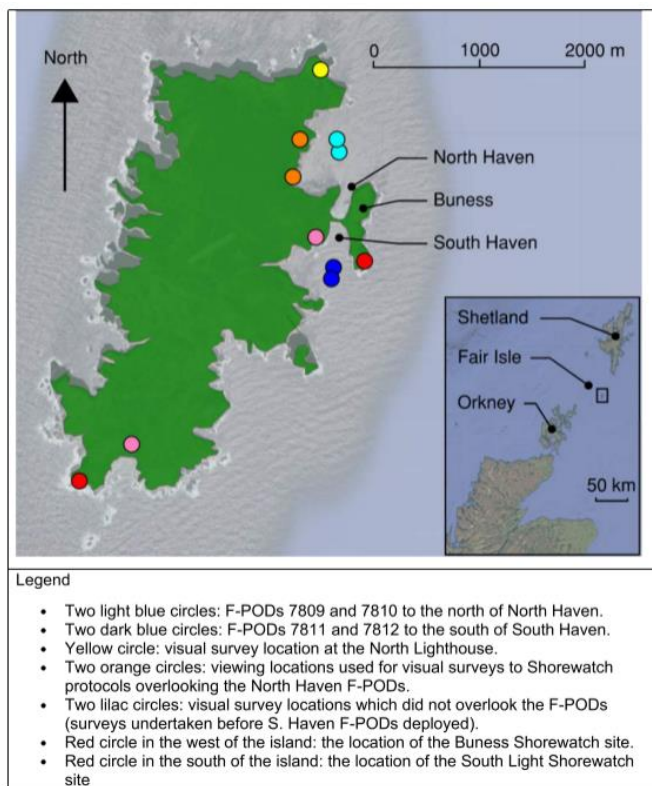 North
0 1000 2000 m
North Haven
Buness
South Haven
Shetland
Fair Isle
Orkney
50 km
Legend
• Two light blue circles: F-PODs 7809 and 7810 to the north of North Haven.
• Two dark blue circles: F-PODs 7811 and 7812 to the south of South Haven.
• Yellow circle: visual survey location at the North Lighthouse.
• Two orange circles: viewing locations used for visual surveys to Shorewatch
protocols overlooking the North Haven F-PODs.
• Two lilac circles: visual survey locations which did not overlook the F-PODs
(surveys undertaken before S. Haven F-PODs deployed).
• Red circle in the west of the island: the location of the Buness Shorewatch site.
• Red circle in the south of the island: the location of the South Light Shorewatch
site